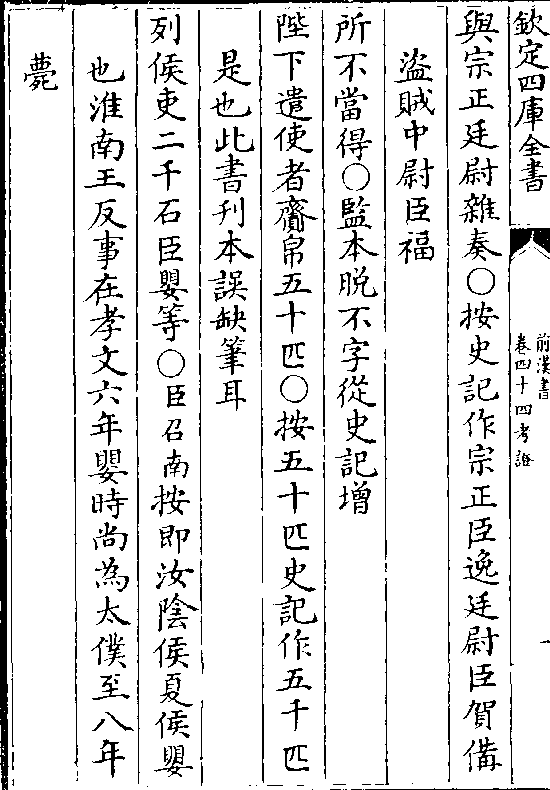 欽定四庫全書
前漢書
卷四十四考證
一
與宗正廷尉雜奏○按史記作宗正臣逸廷尉臣賀備
盜賊中尉臣福
所不當得○監本脫不字從史記增
陛下遣使者齎帛五十匹○按五十匹史記作五千匹
是也此書刋本誤缺筆耳
列侯吏二千石臣嬰等○臣召南按即汝陰侯夏侯嬰
也淮南王反事在孝文六年嬰時尚為太僕至八年
薨